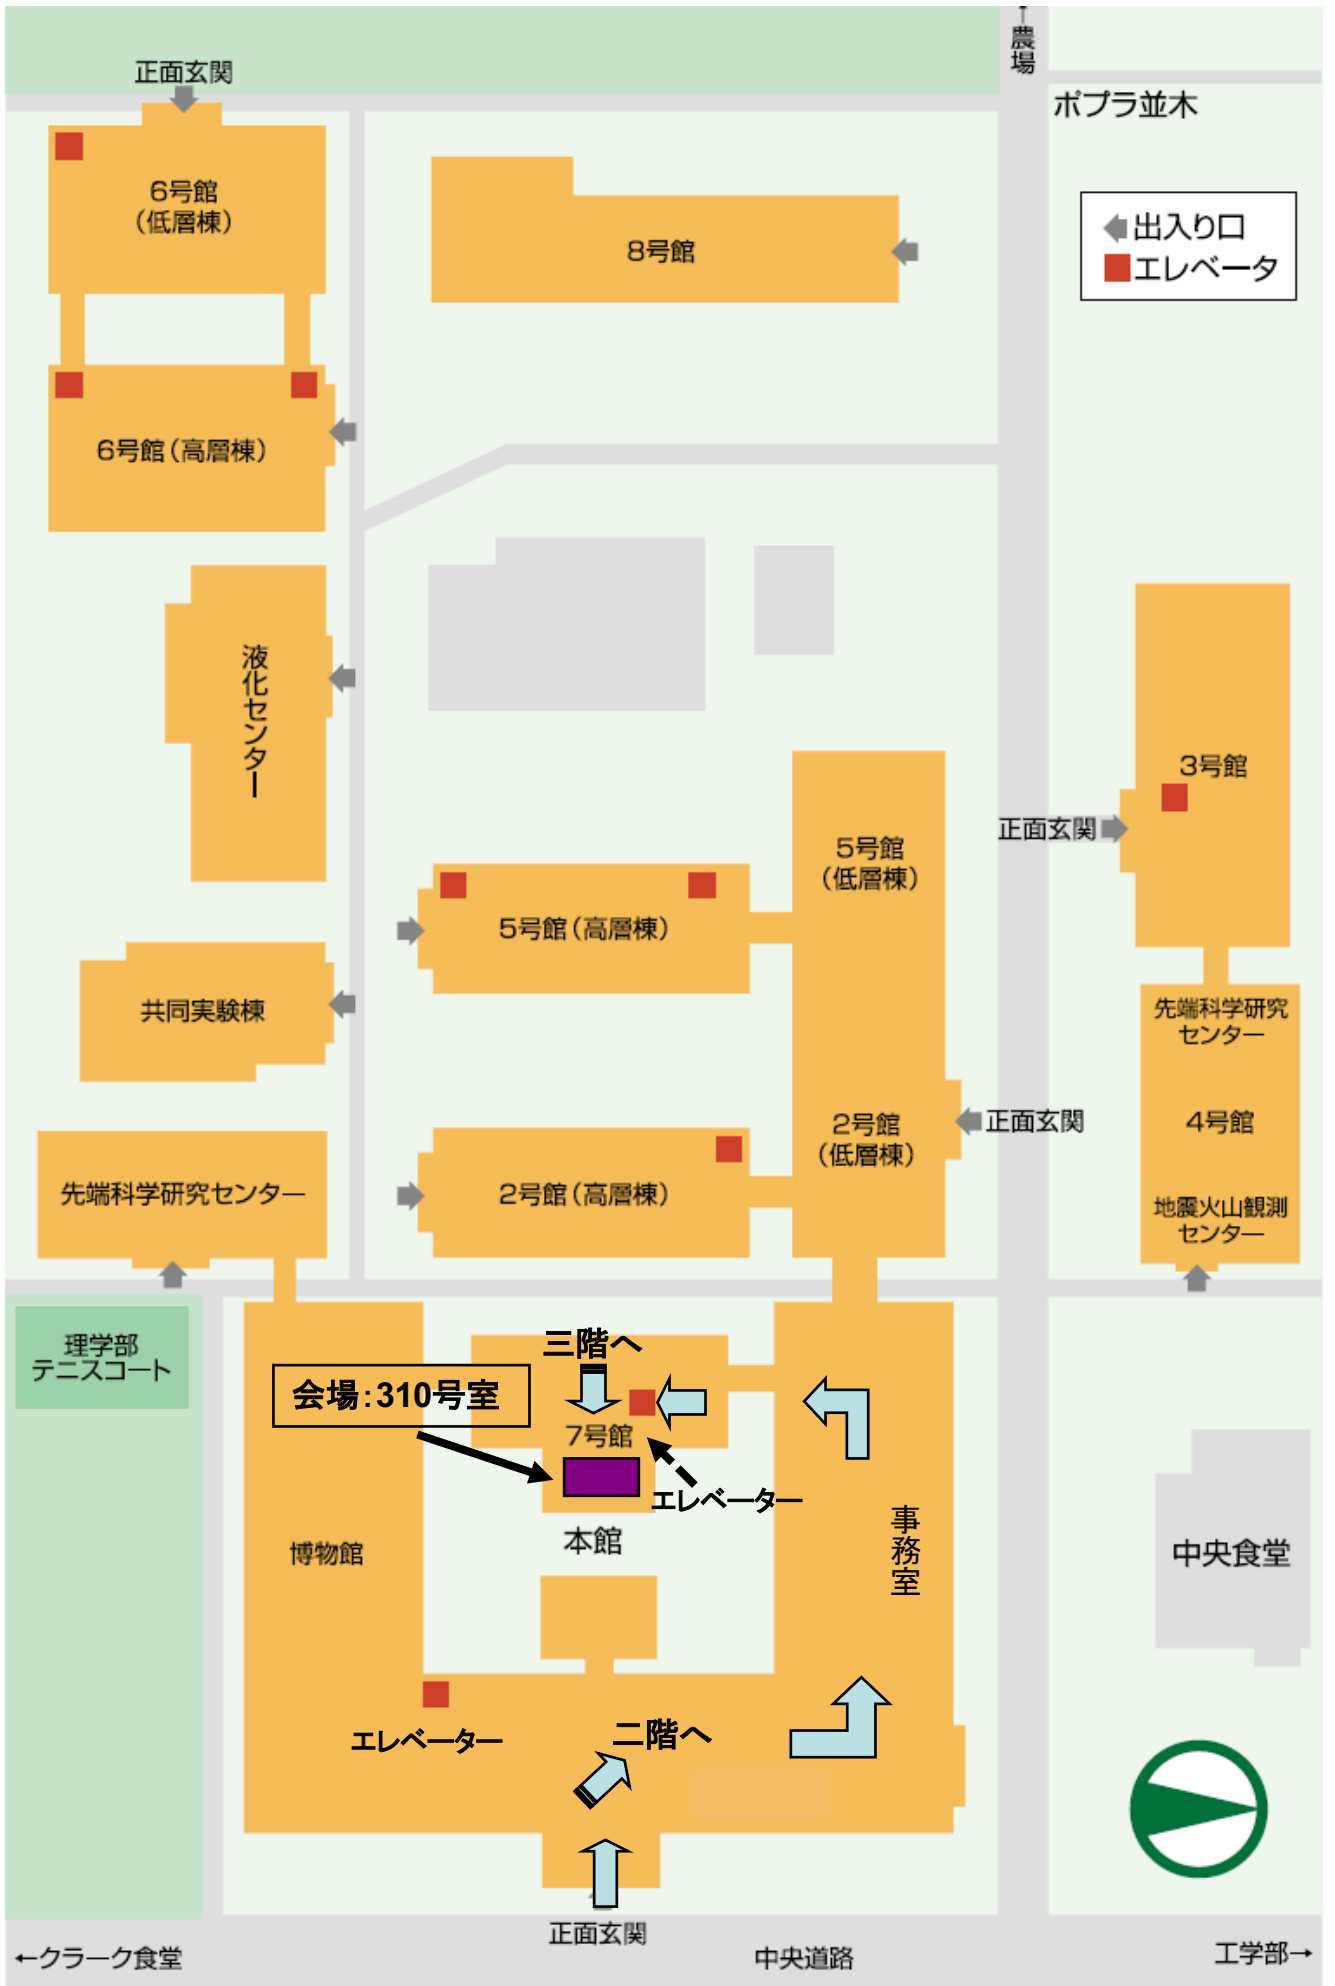 ←農場
正面玄関
ポプラ並木
6号館
(低層棟)
8号館
出入り口
エレベータ
6号館(高層棟)
液化センター
3号館
正面玄関
5号館
(低層棟)
5号館(高層棟)
共同実験棟
先端科学研究
センター
4号館
地震火山観測
センター
2号館
(低層棟)
正面玄関
先端科学研究センター
2号館(高層棟)
理学部
テニスコート
三階へ
会場:310号室
7号館
エレベーター
本館
事務室
博物館
中央食堂
エレベーター
二階へ
正面玄関
←クラーク食堂
中央道路
工学部→